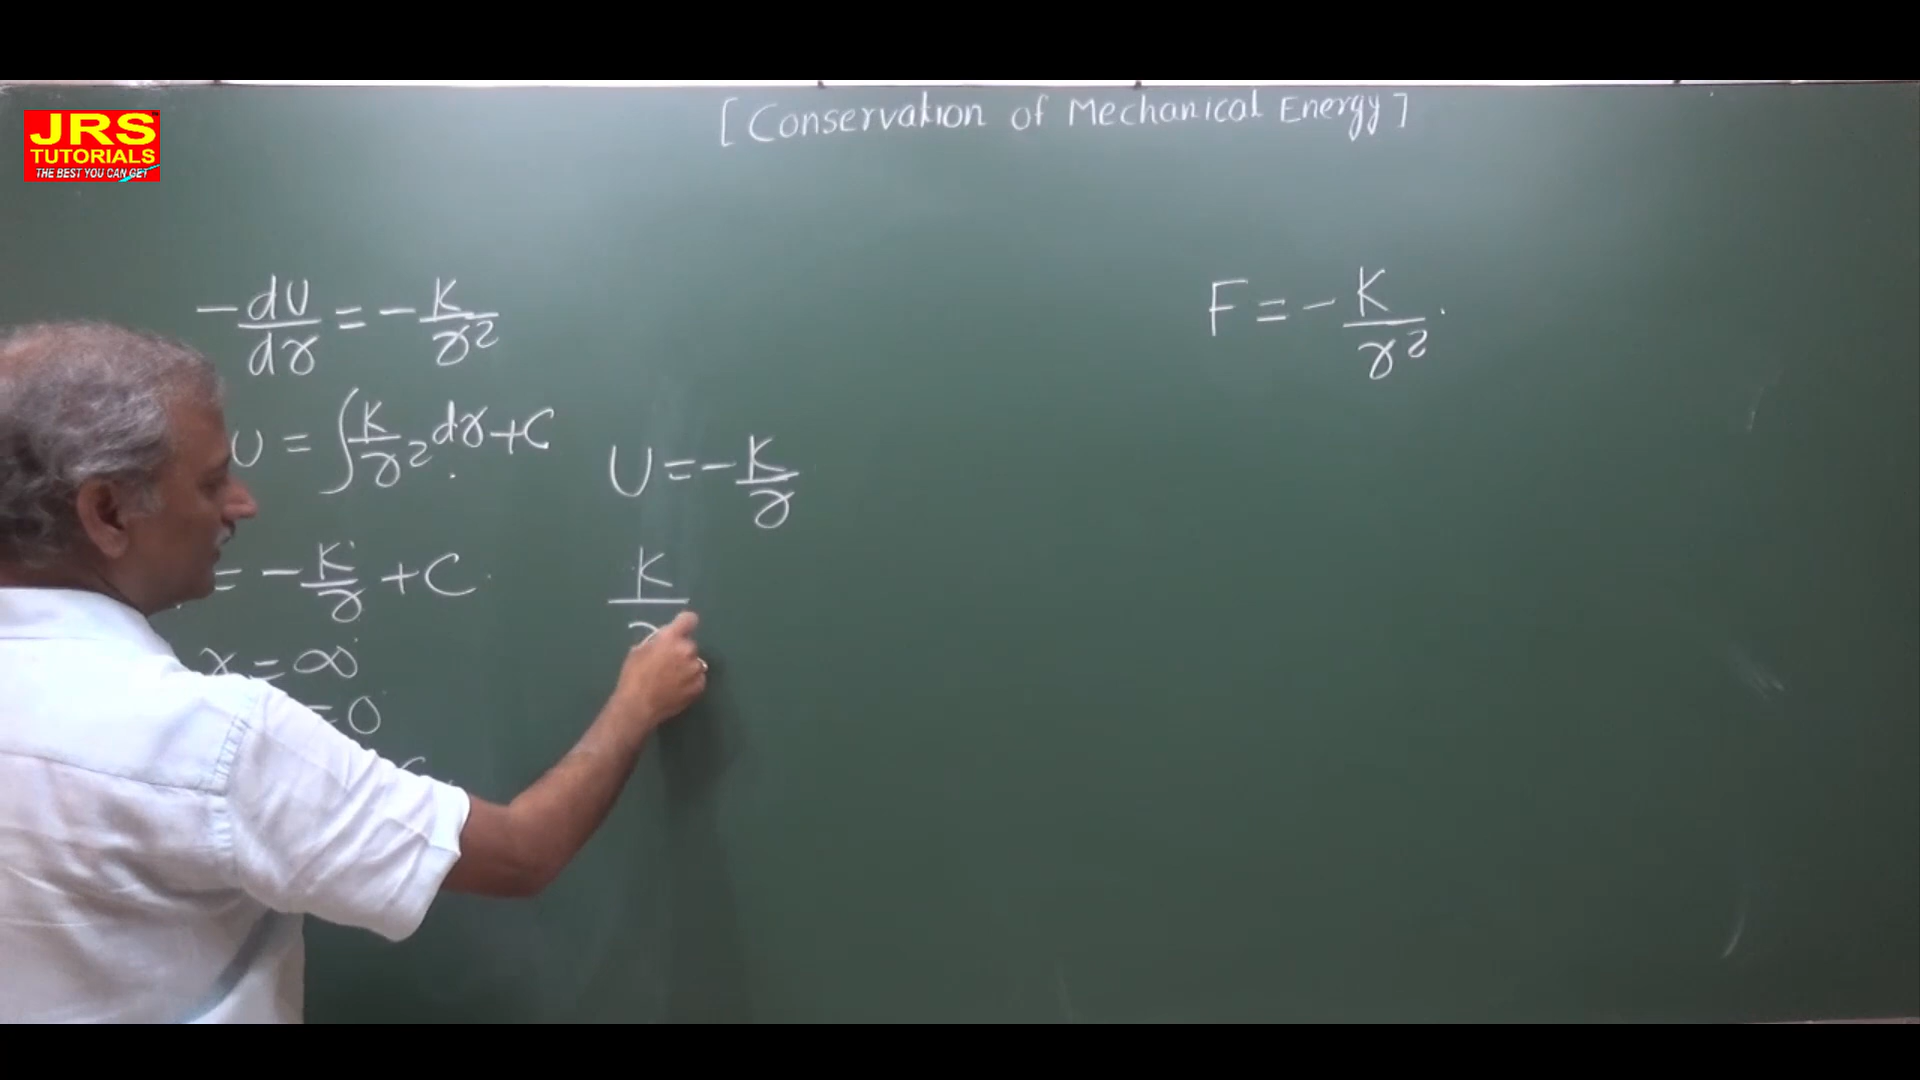 JRS
TUTORIALS
THE BEST YOU CAN GET
[Conservation of Mechanical Energy]
-dU/dr = -K/r²
U = ∫K/r² dr + C
= -K/r + C
r = ∞
= 0
U = -K/r
K
F = -K/r²